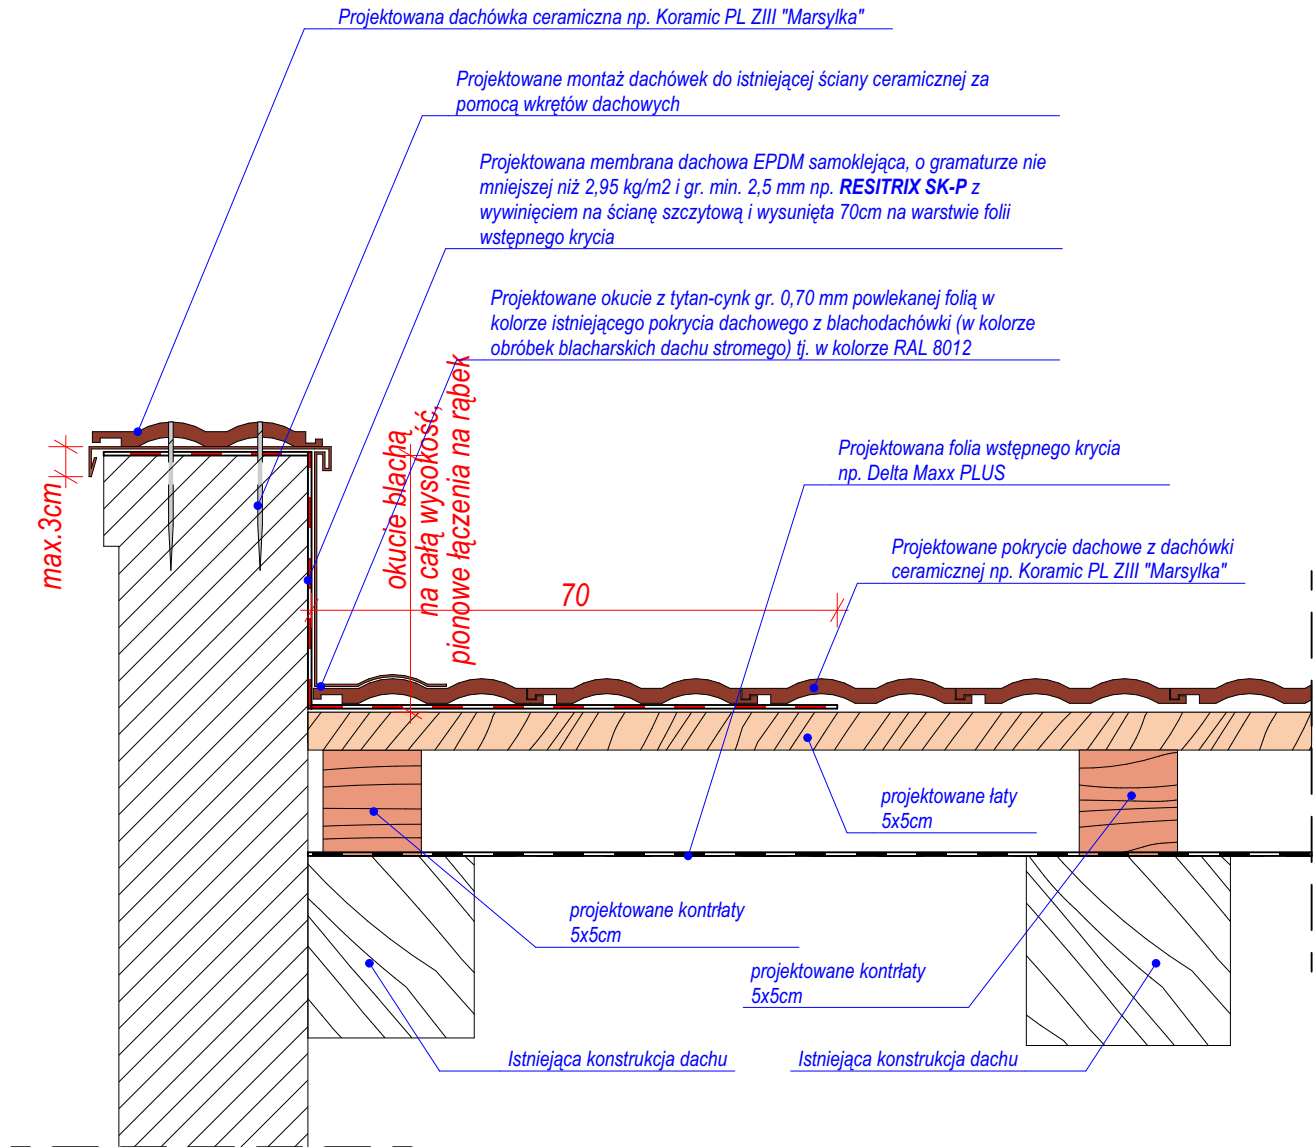 Projektowana dachówka ceramiczna np. Koramic PL ZIII "Marsylka"
Projektowane montaż dachówek do istniejącej ściany ceramicznej za
pomocą wkrętów dachowych
Projektowana membrana dachowa EPDM samoklejąca, o gramaturze nie
mniejszej niż 2,95 kg/m2 i gr. min. 2,5 mm np. RESITRIX SK-P z
wywinięciem na ścianę szczytową i wysunięta 70cm na warstwie folii
wstępnego krycia
Projektowane okucie z tytan-cynk gr. 0,70 mm powlekanej folią w
kolorze istniejącego pokrycia dachowego z blachodachówki (w kolorze
obróbek blacharskich dachu stromego) tj. w kolorze RAL 8012
max.3cm
okucie blachą
na całą wysokość,
pionowe łączenia na rąbek
Projektowana folia wstępnego krycia
np. Delta Maxx PLUS
Projektowane pokrycie dachowe z dachówki
ceramicznej np. Koramic PL ZIII "Marsylka"
70
projektowane łaty
5x5cm
projektowane kontrłaty
5x5cm
projektowane kontrłaty
5x5cm
Istniejąca konstrukcja dachu
Istniejąca konstrukcja dachu